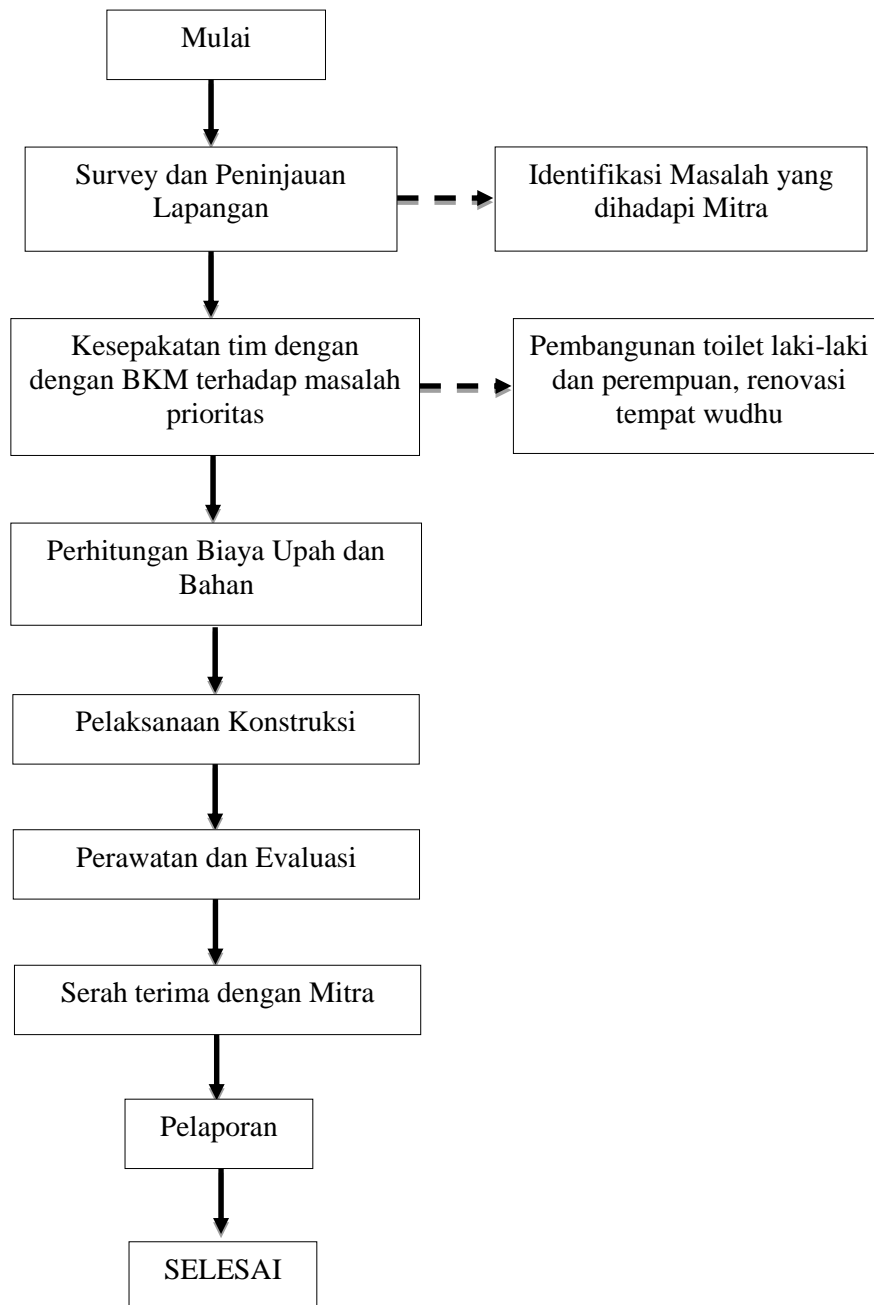 Mulai
Survey dan Peninjauan
Lapangan
Identifikasi Masalah yang
dihadapi Mitra
Kesepakatan tim dengan
dengan BKM terhadap masalah
prioritas
Pembangunan toilet laki-laki
dan perempuan, renovasi
tempat wudhu
Perhitungan Biaya Upah dan
Bahan
Pelaksanaan Konstruksi
Perawatan dan Evaluasi
Serah terima dengan Mitra
Pelaporan
SELESAI